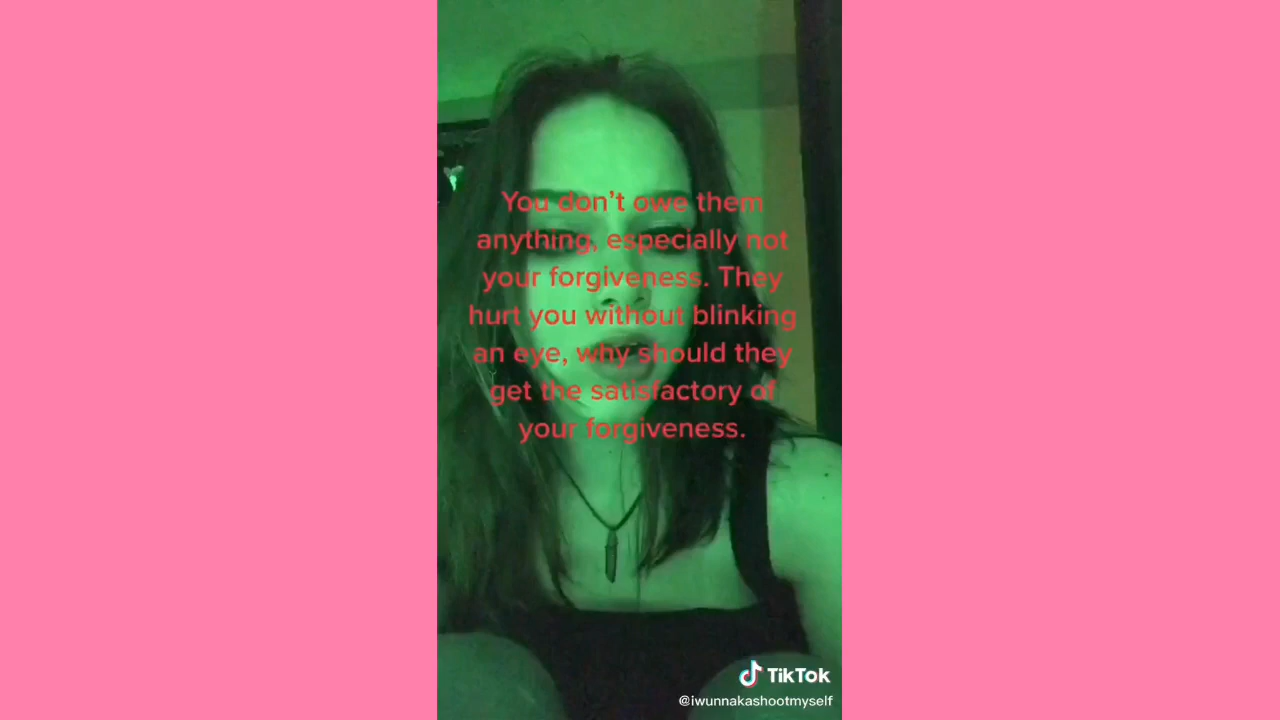 You don't owe them
anything, especially not
your forgiveness. They
hurt you without blinking
an eye, why should they
get the satisfactory of
your forgiveness.
TikTok
@iwunnakashootmyself